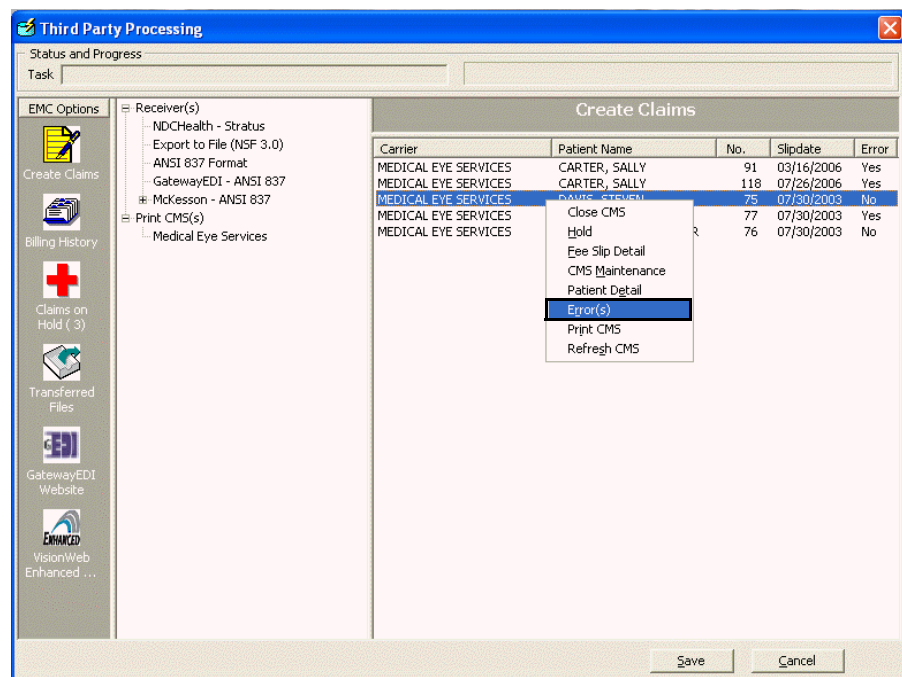 Third Party Processing
Status and Progress
Task
EMC Options
Create Claims
Billing History
Claims on
Hold ( 3)
Transferred
Files
EDI
GatewayEDI
Website
ENHANCED
VisionWeb
Enhanced ...
Receiver(s)
NDCHealth - Stratus
Export to File (NSF 3.0)
ANSI 837 Format
GatewayEDI - ANSI 837
McKesson - ANSI 837
Print CMS(s)
Medical Eye Services
Create Claims
Carrier Patient Name No. Slipdate Error
MEDICAL EYE SERVICES CARTER, SALLY 91 03/16/2006 Yes
MEDICAL EYE SERVICES CARTER, SALLY 118 07/26/2006 Yes
MEDICAL EYE SERVICES DAVIS, STEVEN 75 07/30/2003 No
MEDICAL EYE SERVICES 77 07/30/2003 Yes
MEDICAL EYE SERVICES R 76 07/30/2003 No
Close CMS
Hold
Fee Slip Detail
CMS Maintenance
Patient Detail
Error(s)
Print CMS
Refresh CMS
Save Cancel